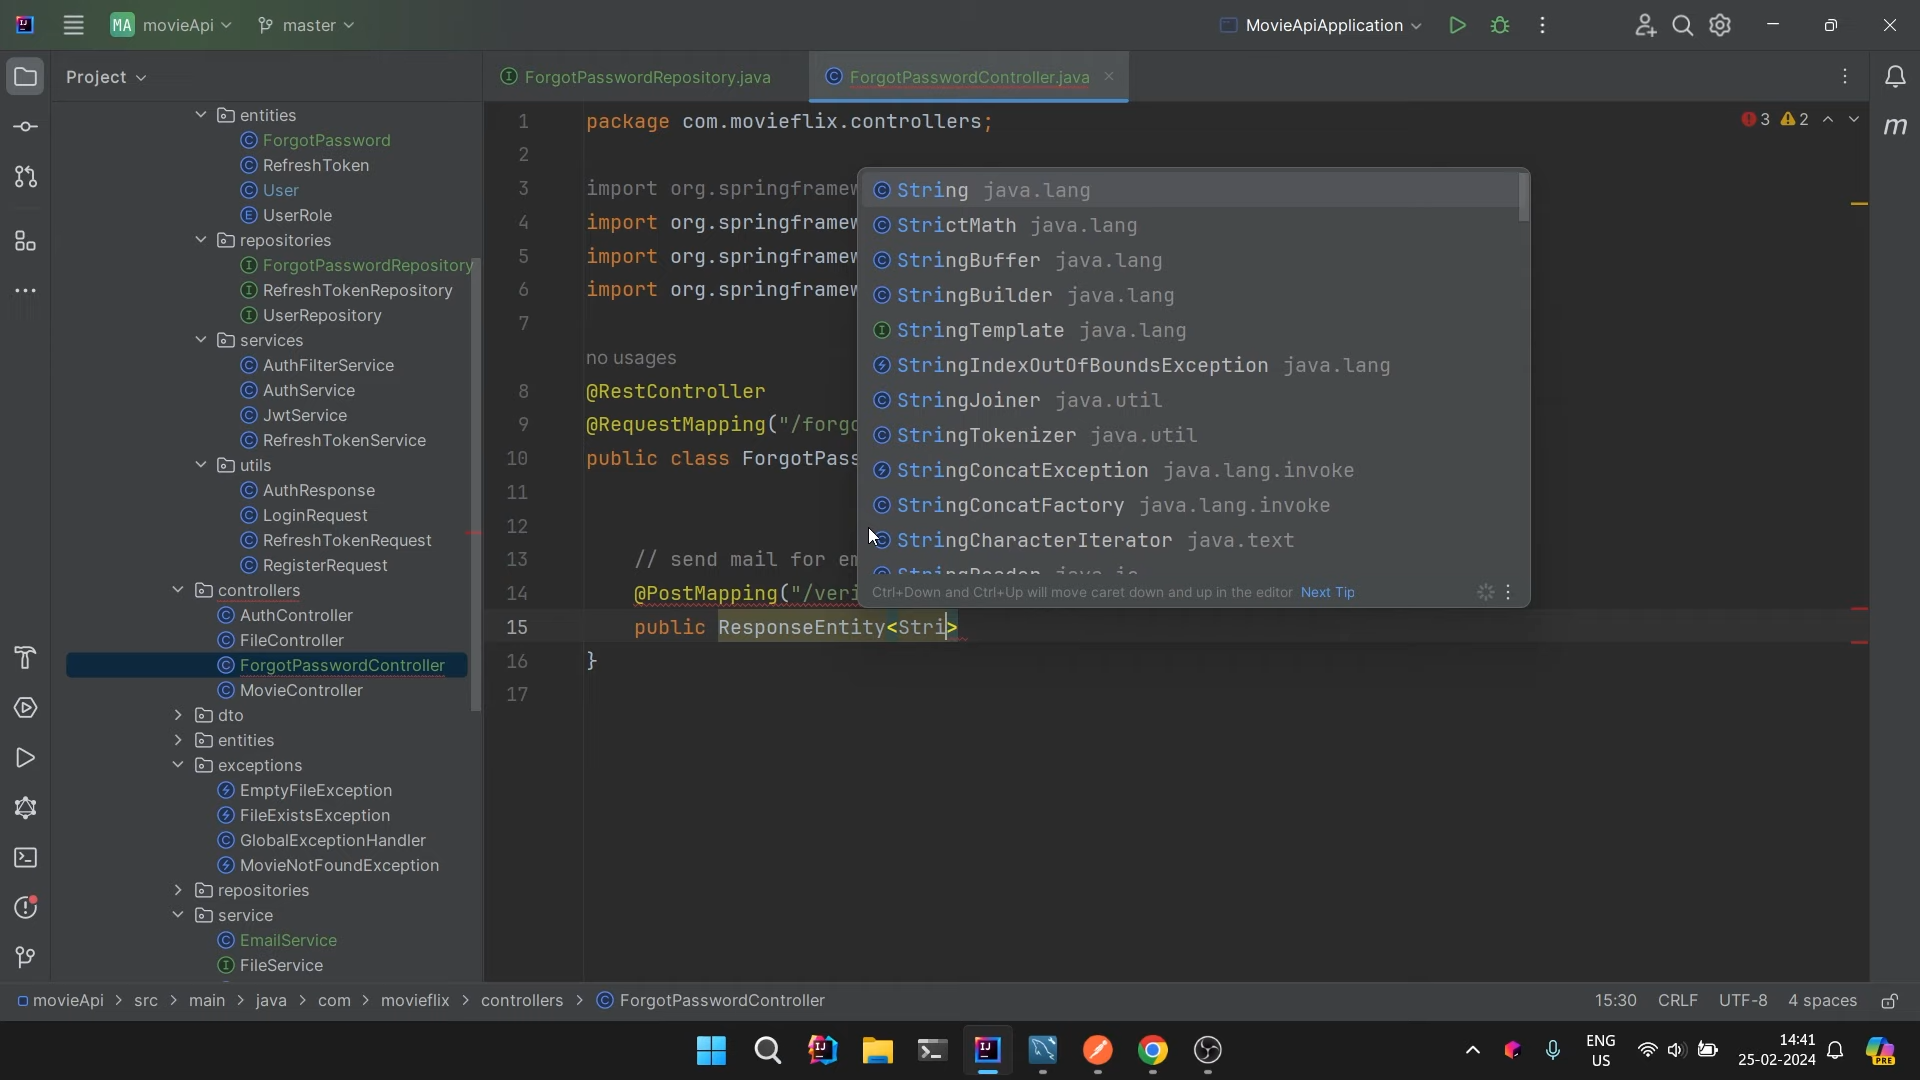 MA movieApi
master
MovieApiApplication
Project
ForgotPasswordRepository.java
ForgotPasswordController.java
entities
ForgotPassword
RefreshToken
User
UserRole
repositories
ForgotPasswordRepository
RefreshTokenRepository
UserRepository
services
AuthFilterService
AuthService
JwtService
RefreshTokenService
utils
AuthResponse
LoginRequest
RefreshTokenRequest
RegisterRequest
controllers
AuthController
FileController
ForgotPasswordController
MovieController
dto
entities
exceptions
EmptyFileException
FileExistsException
GlobalExceptionHandler
MovieNotFoundException
repositories
service
EmailService
FileService
3 2
m
1 package com.movieflix.controllers;
2
3 import org.springframew
4 import org.springframew
5 import org.springframew
6 import org.springframew
7
no usages
8 @RestController
9 @RequestMapping("/forgo
10 public class ForgotPass
11
12
13 // send mail for em
14 @PostMapping("/veri
15 public ResponseEntity<Stri>
16 }
17
String java.lang
StrictMath java.lang
StringBuffer java.lang
StringBuilder java.lang
StringTemplate java.lang
StringIndexOutOfBoundsException java.lang
StringJoiner java.util
StringTokenizer java.util
StringConcatException java.lang.invoke
StringConcatFactory java.lang.invoke
StringCharacterIterator java.text
Ctrl+Down and Ctrl+Up will move caret down and up in the editor Next Tip
movieApi > src > main > java > com > movieflix > controllers > ForgotPasswordController
15:30 CRLF UTF-8 4 spaces
ENG
US
14:41
25-02-2024
PRE